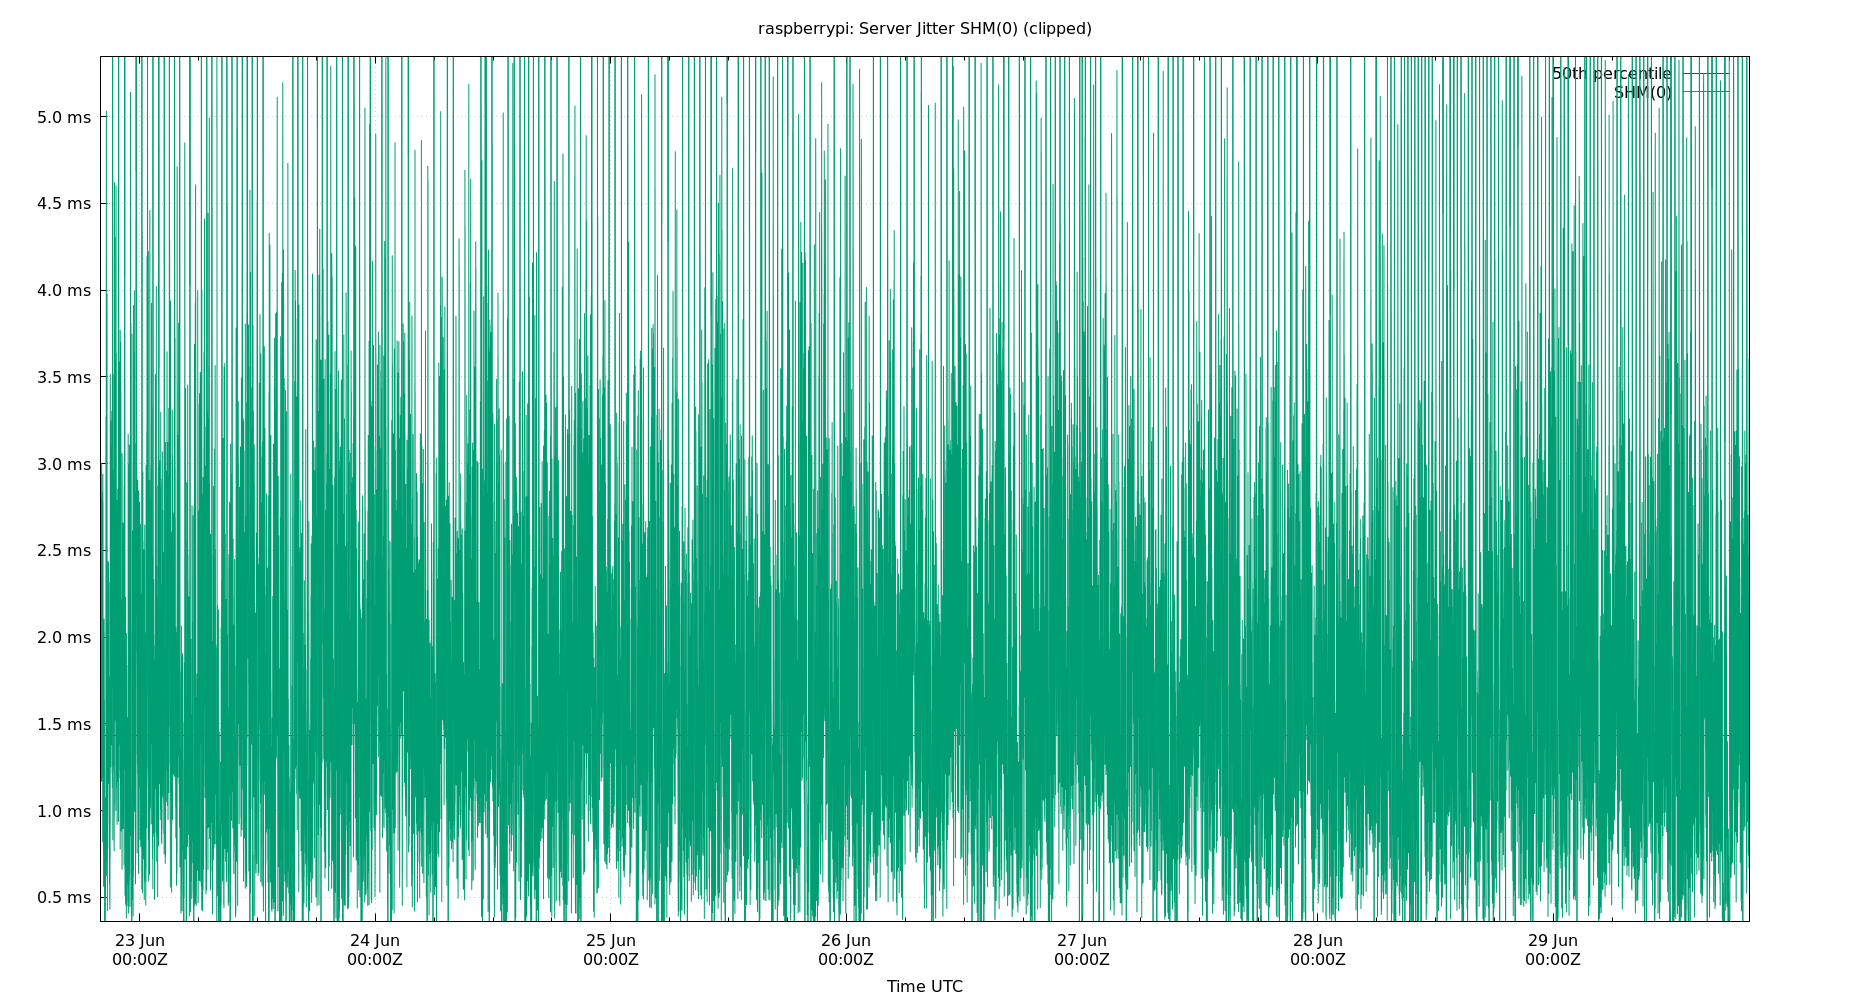 raspberrypi: Server Jitter SHM(0) (clipped)
50th percentile
SHM(0)
5.0 ms
4.5 ms
4.0 ms
3.5 ms
3.0 ms
2.5 ms
2.0 ms
1.5 ms
1.0 ms
0.5 ms
23 Jun 24 Jun 25 Jun 26 Jun 27 Jun 28 Jun 29 Jun
00:00Z 00:00Z 00:00Z 00:00Z 00:00Z 00:00Z 00:00Z
Time UTC